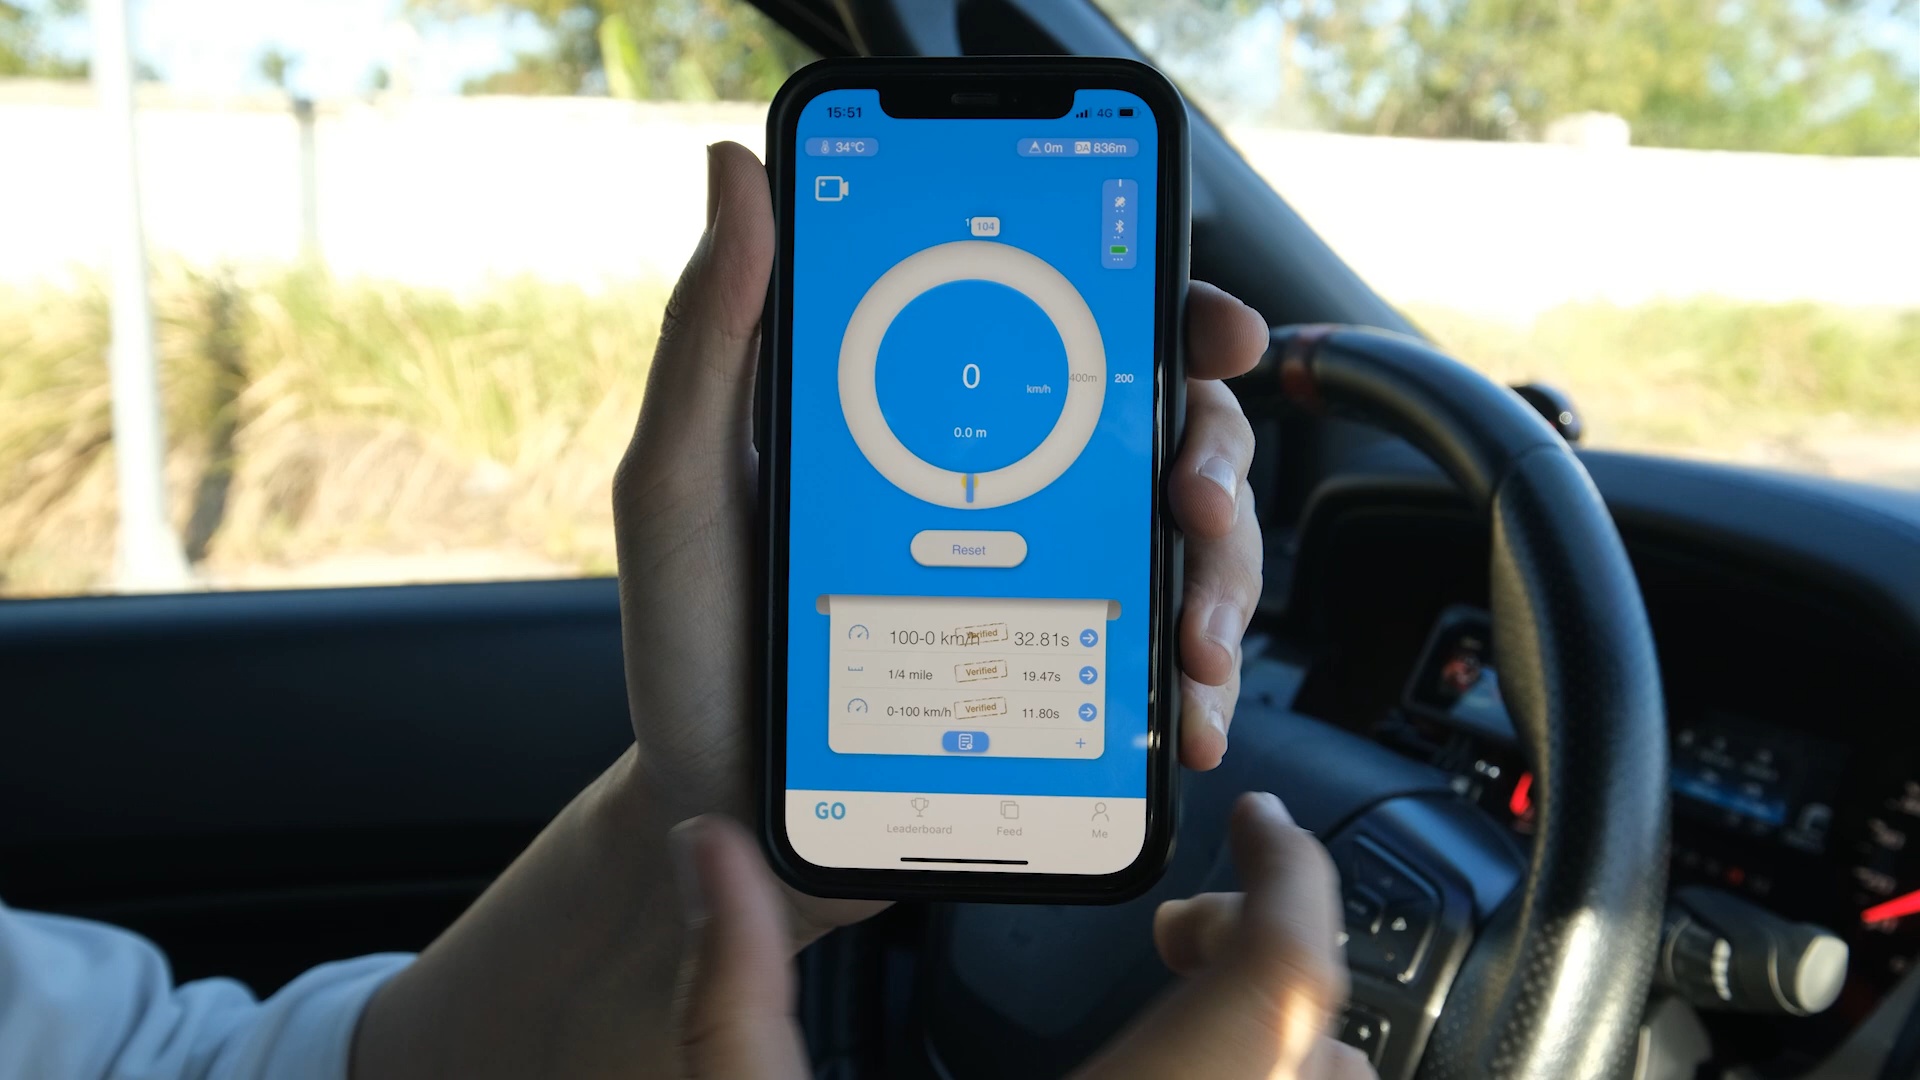 15:51 4G
34°C 0m DA 836m
104
0 km/h 400m 200
0.0 m
Reset
100-0 km/h Verified 32.81s
1/4 mile Verified 19.47s
0-100 km/h Verified 11.80s
+
GO Leaderboard Feed Me